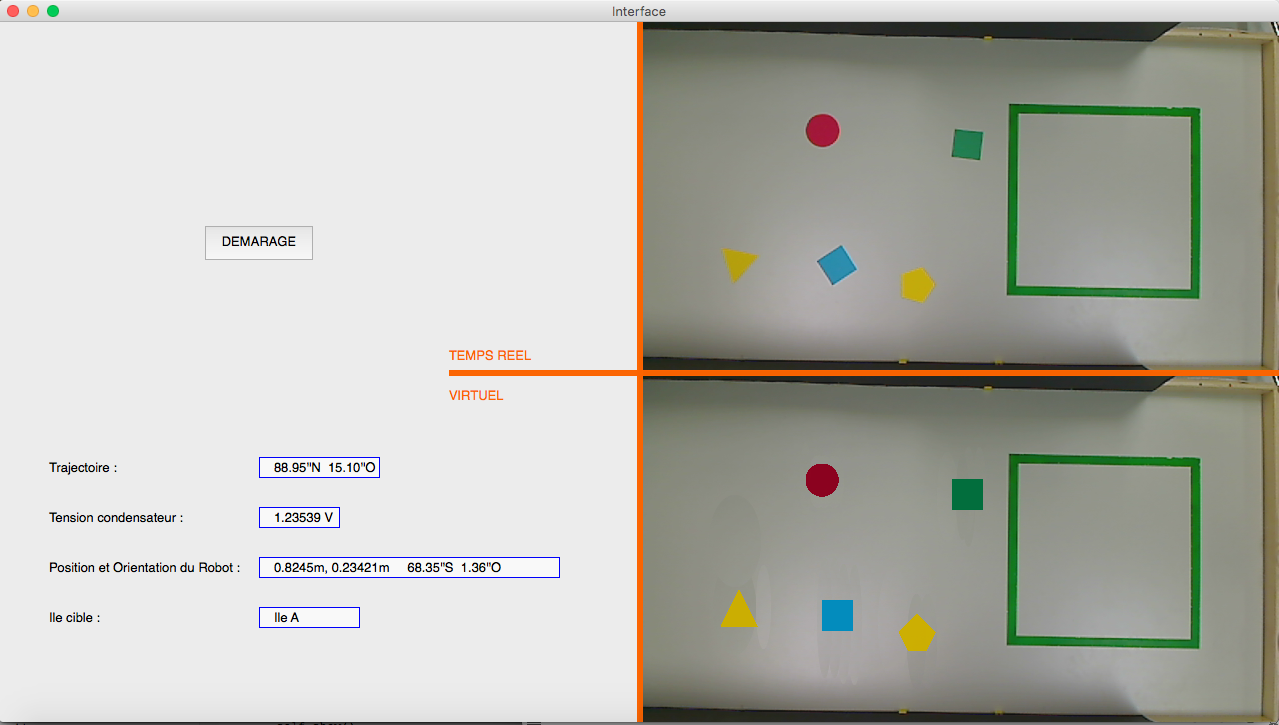 Interface
DEMARAGE
TEMPS REEL
VIRTUEL
Trajectoire : 88.95"N 15.10"O
Tension condensateur : 1.23539 V
Position et Orientation du Robot : 0.8245m, 0.23421m 68.35"S 1.36"O
Ile cible : Ile A